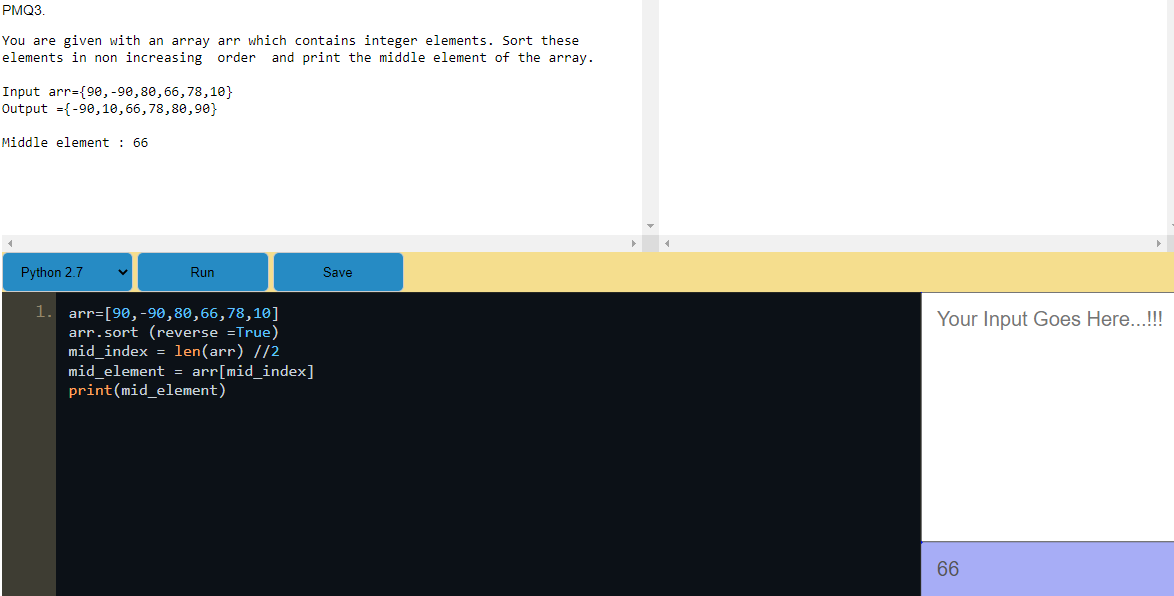 PMQ3.
You are given with an array arr which contains integer elements. Sort these
elements in non increasing  order  and print the middle element of the array.
Input arr={90,-90,80,66,78,10}
Output ={-90,10,66,78,80,90}
Middle element : 66
Python 2.7 Run Save
1. arr=[90,-90,80,66,78,10]
arr.sort (reverse =True)
mid_index = len(arr) //2
mid_element = arr[mid_index]
print(mid_element)
Your Input Goes Here...!!!
66